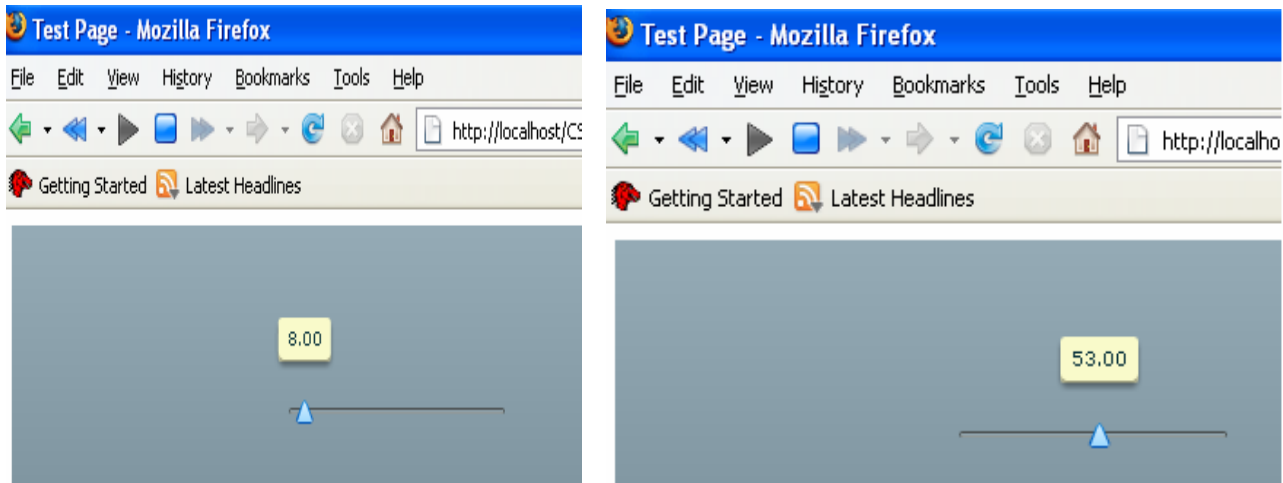 Test Page - Mozilla Firefox
File Edit View History Bookmarks Tools Help
http://localhost/CS
Getting Started Latest Headlines
8.00
Test Page - Mozilla Firefox
File Edit View History Bookmarks Tools Help
http://localho
Getting Started Latest Headlines
53.00